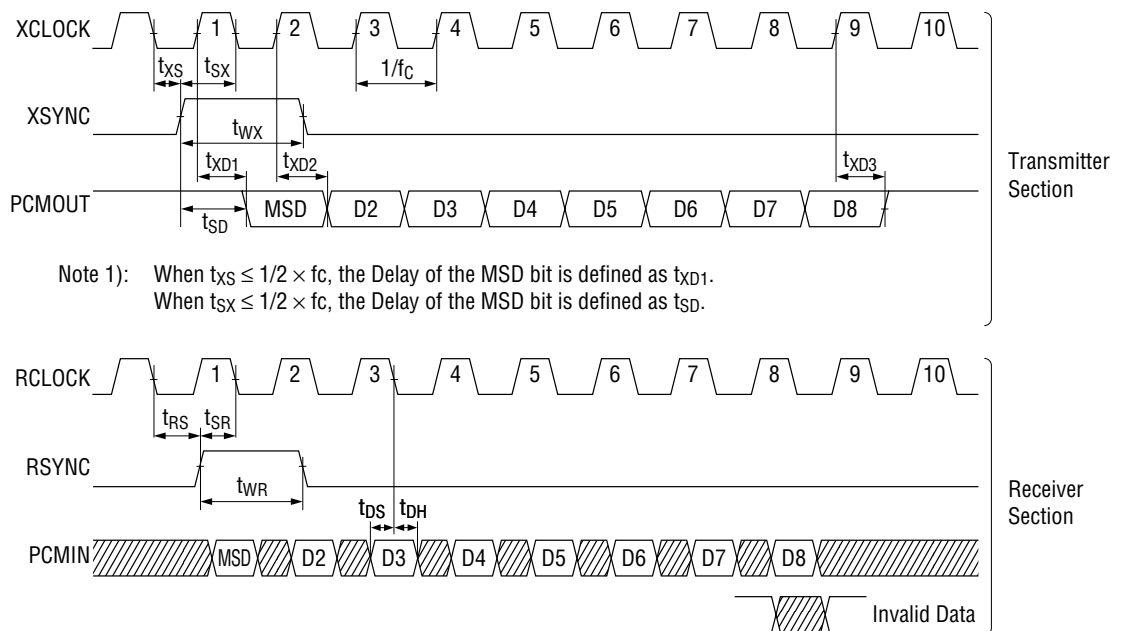 XCLOCK 1 2 3 4 5 6 7 8 9 10
tXS tSX 1/fC
XSYNC
tWX
tXD1 tXD2 tXD3
PCMOUT MSD D2 D3 D4 D5 D6 D7 D8
tSD
Transmitter
Section
Note 1): When tXS ≤ 1/2 × fc, the Delay of the MSD bit is defined as tXD1.
When tSX ≤ 1/2 × fc, the Delay of the MSD bit is defined as tSD.
RCLOCK 1 2 3 4 5 6 7 8 9 10
tRS tSR
RSYNC
tWR
tDS tDH
Receiver
Section
PCMIN MSD D2 D3 D4 D5 D6 D7 D8
Invalid Data